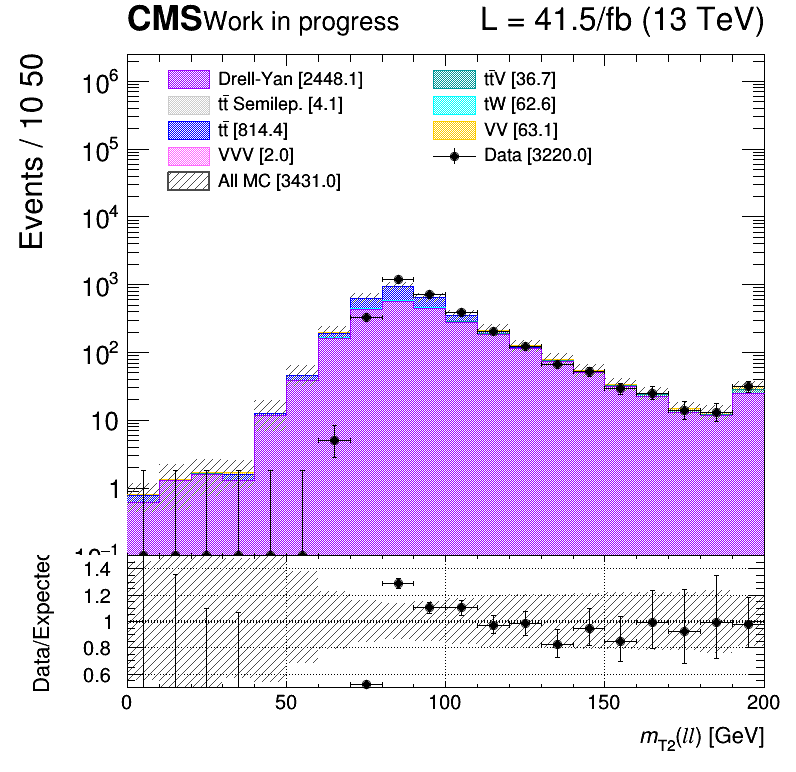 CMS Work in progress L = 41.5/fb (13 TeV)
Events / 10 50
Drell-Yan [2448.1]
tt̄ Semilep. [4.1]
tt̄ [814.4]
VVV [2.0]
All MC [3431.0]
tt̄V [36.7]
tW [62.6]
VV [63.1]
Data [3220.0]
10⁶
10⁵
10⁴
10³
10²
10
1
10⁻¹
Data/Expected
1.4
1.2
1
0.8
0.6
0 50 100 150 200
m_T2(ll) [GeV]